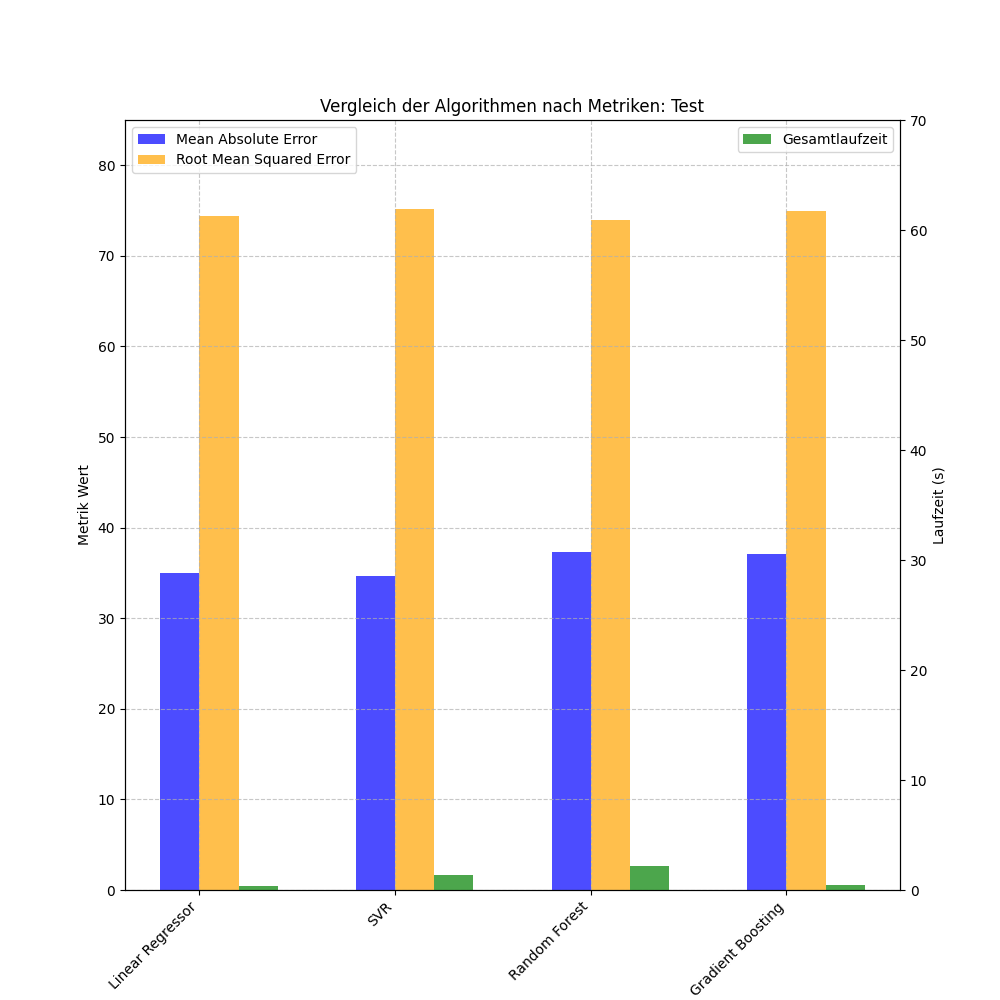 Vergleich der Algorithmen nach Metriken: Test
Mean Absolute Error
Root Mean Squared Error
Gesamtlaufzeit
Metrik Wert
80
70
60
50
40
30
20
10
0
Laufzeit (s)
70
60
50
40
30
20
10
0
Linear Regressor
SVR
Random Forest
Gradient Boosting